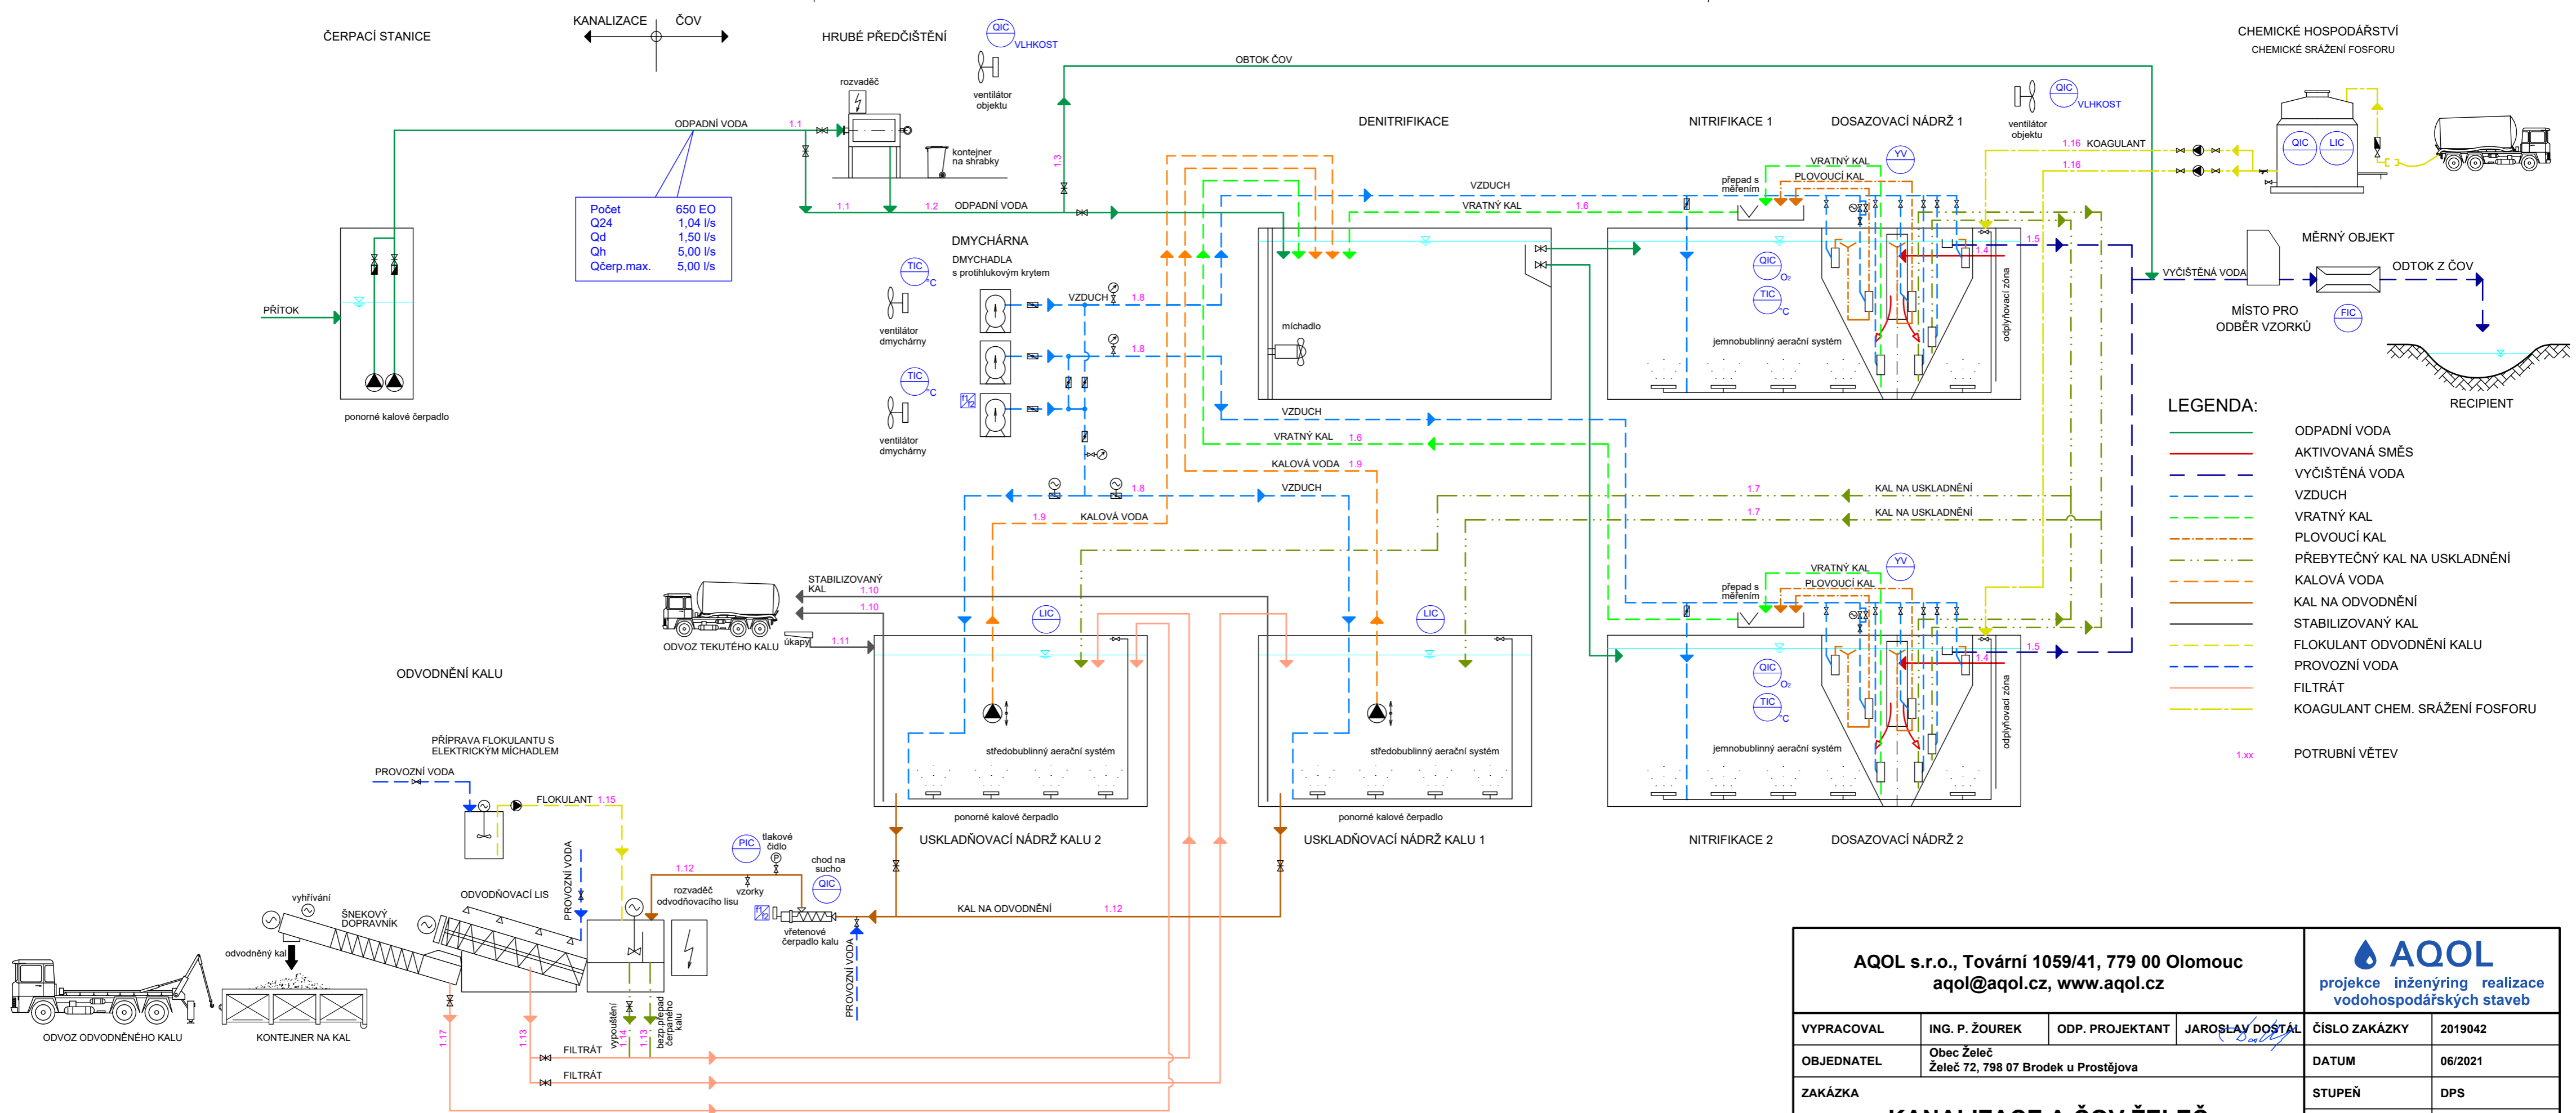 ČERPACÍ STANICE
KANALIZACE
ČOV
HRUBÉ PŘEDČIŠTĚNÍ
QIC
VLHKOST
ventilátor
objektu
rozvaděč
kontejner
na shrabky
ODPADNÍ VODA
1.1
Počet 650 EO
Q24 1,04 l/s
Qd 1,50 l/s
Qh 5,00 l/s
Qčerp.max. 5,00 l/s
1.1
1.2
ODPADNÍ VODA
1.3
OBTOK ČOV
PŘÍTOK
ponorné kalové čerpadlo
DMYCHÁRNA
DMYCHADLA
s protihlukovým krytem
TIC
°C
ventilátor
dmychárny
TIC
°C
ventilátor
dmychárny
f1/f2
VZDUCH
1.8
1.8
1.8
VZDUCH
DENITRIFIKACE
VZDUCH
VRATNÝ KAL
1.6
míchadlo
VZDUCH
VRATNÝ KAL 1.6
KALOVÁ VODA 1.9
1.9
KALOVÁ VODA
NITRIFIKACE 1
DOSAZOVACÍ NÁDRŽ 1
VRATNÝ KAL
YV
PLOVOUCÍ KAL
přepad s
měřením
QIC
O₂
TIC
°C
jemnobublinný aerační systém
odplyňovací zóna
1.4
1.5
ventilátor
objektu
QIC
VLHKOST
CHEMICKÉ HOSPODÁŘSTVÍ
CHEMICKÉ SRÁŽENÍ FOSFORU
1.16 KOAGULANT
1.16
QIC
LIC
VYČIŠTĚNÁ VODA
MĚRNÝ OBJEKT
ODTOK Z ČOV
MÍSTO PRO
ODBĚR VZORKŮ
FIC
RECIPIENT
1.7
KAL NA USKLADNĚNÍ
1.7
KAL NA USKLADNĚNÍ
LEGENDA:
ODPADNÍ VODA
AKTIVOVANÁ SMĚS
VYČIŠTĚNÁ VODA
VZDUCH
VRATNÝ KAL
PLOVOUCÍ KAL
PŘEBYTEČNÝ KAL NA USKLADNĚNÍ
KALOVÁ VODA
KAL NA ODVODNĚNÍ
STABILIZOVANÝ KAL
FLOKULANT ODVODNĚNÍ KALU
PROVOZNÍ VODA
FILTRÁT
KOAGULANT CHEM. SRÁŽENÍ FOSFORU
1.xx POTRUBNÍ VĚTEV
STABILIZOVANÝ
KAL
1.10
1.10
1.11
úkapy
ODVOZ TEKUTÉHO KALU
LIC
středobublinný aerační systém
ponorné kalové čerpadlo
USKLADŇOVACÍ NÁDRŽ KALU 2
LIC
středobublinný aerační systém
ponorné kalové čerpadlo
USKLADŇOVACÍ NÁDRŽ KALU 1
VRATNÝ KAL
YV
PLOVOUCÍ KAL
přepad s
měřením
QIC
O₂
TIC
°C
jemnobublinný aerační systém
odplyňovací zóna
1.4
1.5
NITRIFIKACE 2
DOSAZOVACÍ NÁDRŽ 2
ODVODNĚNÍ KALU
PŘÍPRAVA FLOKULANTU S
ELEKTRICKÝM MÍCHADLEM
PROVOZNÍ VODA
FLOKULANT 1.15
PROVOZNÍ VODA
PIC
tlakové
čidlo
P
chod na
sucho
QIC
1.12
vzorky
rozvaděč
odvodňovacího lisu
f1/f2
vřetenové
čerpadlo kalu
PROVOZNÍ VODA
KAL NA ODVODNĚNÍ
1.12
vyhřívání
ŠNEKOVÝ
DOPRAVNÍK
ODVODŇOVACÍ LIS
odvodněný kal
ODVOZ ODVODNĚNÉHO KALU
KONTEJNER NA KAL
1.17
1.13
vypouštění
1.14
1.13
bezp.přepad
čerpaného
kalu
FILTRÁT
FILTRÁT
AQOL s.r.o., Tovární 1059/41, 779 00 Olomouc
aqol@aqol.cz, www.aqol.cz
AQOL
projekce inženýring realizace
vodohospodářských staveb
VYPRACOVAL ING. P. ŽOUREK ODP. PROJEKTANT JAROSLAV DOSTÁL ČÍSLO ZAKÁZKY 2019042
OBJEDNATEL
Obec Želeč
Želeč 72, 798 07 Brodek u Prostějova
DATUM 06/2021
ZAKÁZKA
STUPEŇ DPS
KANALIZACE A ČOV ŽELEČ